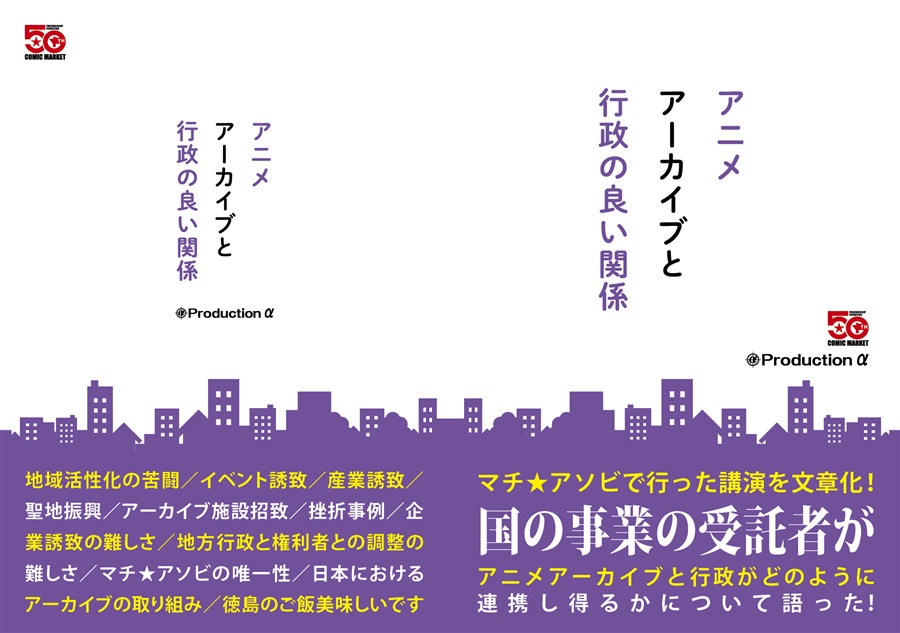 FRIENDSHIP FOREVER
50TH
COMIC MARKET
アニメ
アーカイブと
行政の良い関係
Production α
地域活性化の苦闘／イベント誘致／産業誘致／
聖地振興／アーカイブ施設招致／挫折事例／企
業誘致の難しさ／地方行政と権利者との調整の
難しさ／マチ★アソビの唯一性／日本における
アーカイブの取り組み／徳島のご飯美味しいです
アニメ
アーカイブと
行政の良い関係
FRIENDSHIP FOREVER
50TH
COMIC MARKET
Production α
マチ★アソビで行った講演を文章化！
国の事業の受託者が
アニメアーカイブと行政がどのように
連携し得るかについて語った！